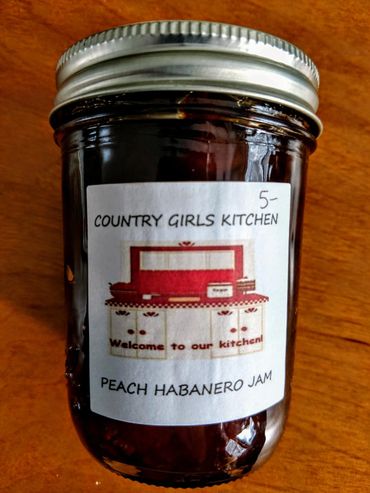 5-
COUNTRY GIRLS KITCHEN
Welcome to our kitchen!
PEACH HABANERO JAM